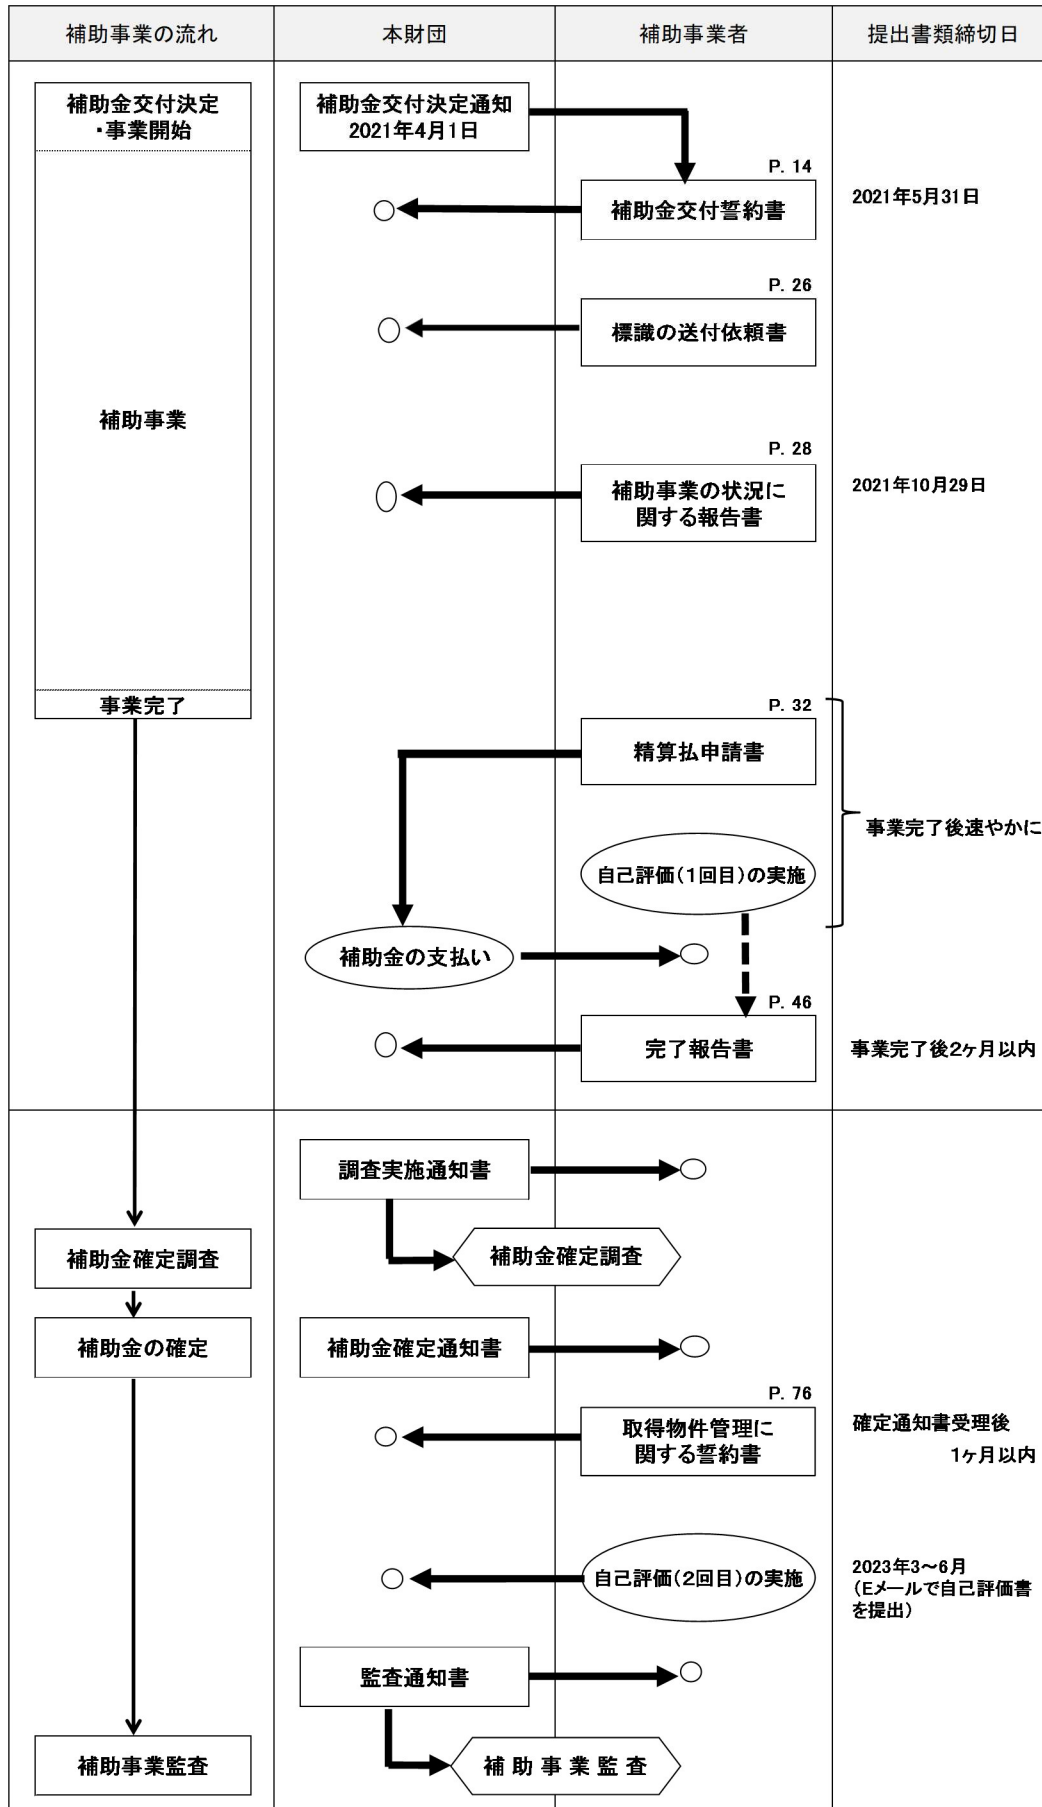 補助事業の流れ
本財団
補助事業者
提出書類締切日
補助金交付決定
・事業開始
補助金交付決定通知
2021年4月1日
P. 14
補助金交付誓約書
2021年5月31日
P. 26
標識の送付依頼書
補助事業
P. 28
補助事業の状況に
関する報告書
2021年10月29日
事業完了
P. 32
精算払申請書
事業完了後速やかに
自己評価(1回目)の実施
補助金の支払い
P. 46
完了報告書
事業完了後2ヶ月以内
調査実施通知書
補助金確定調査
補助金確定調査
補助金の確定
補助金確定通知書
P. 76
取得物件管理に
関する誓約書
確定通知書受理後
1ヶ月以内
自己評価(2回目)の実施
2023年3～6月
(Eメールで自己評価書
を提出)
監査通知書
補助事業監査
補 助 事 業 監 査